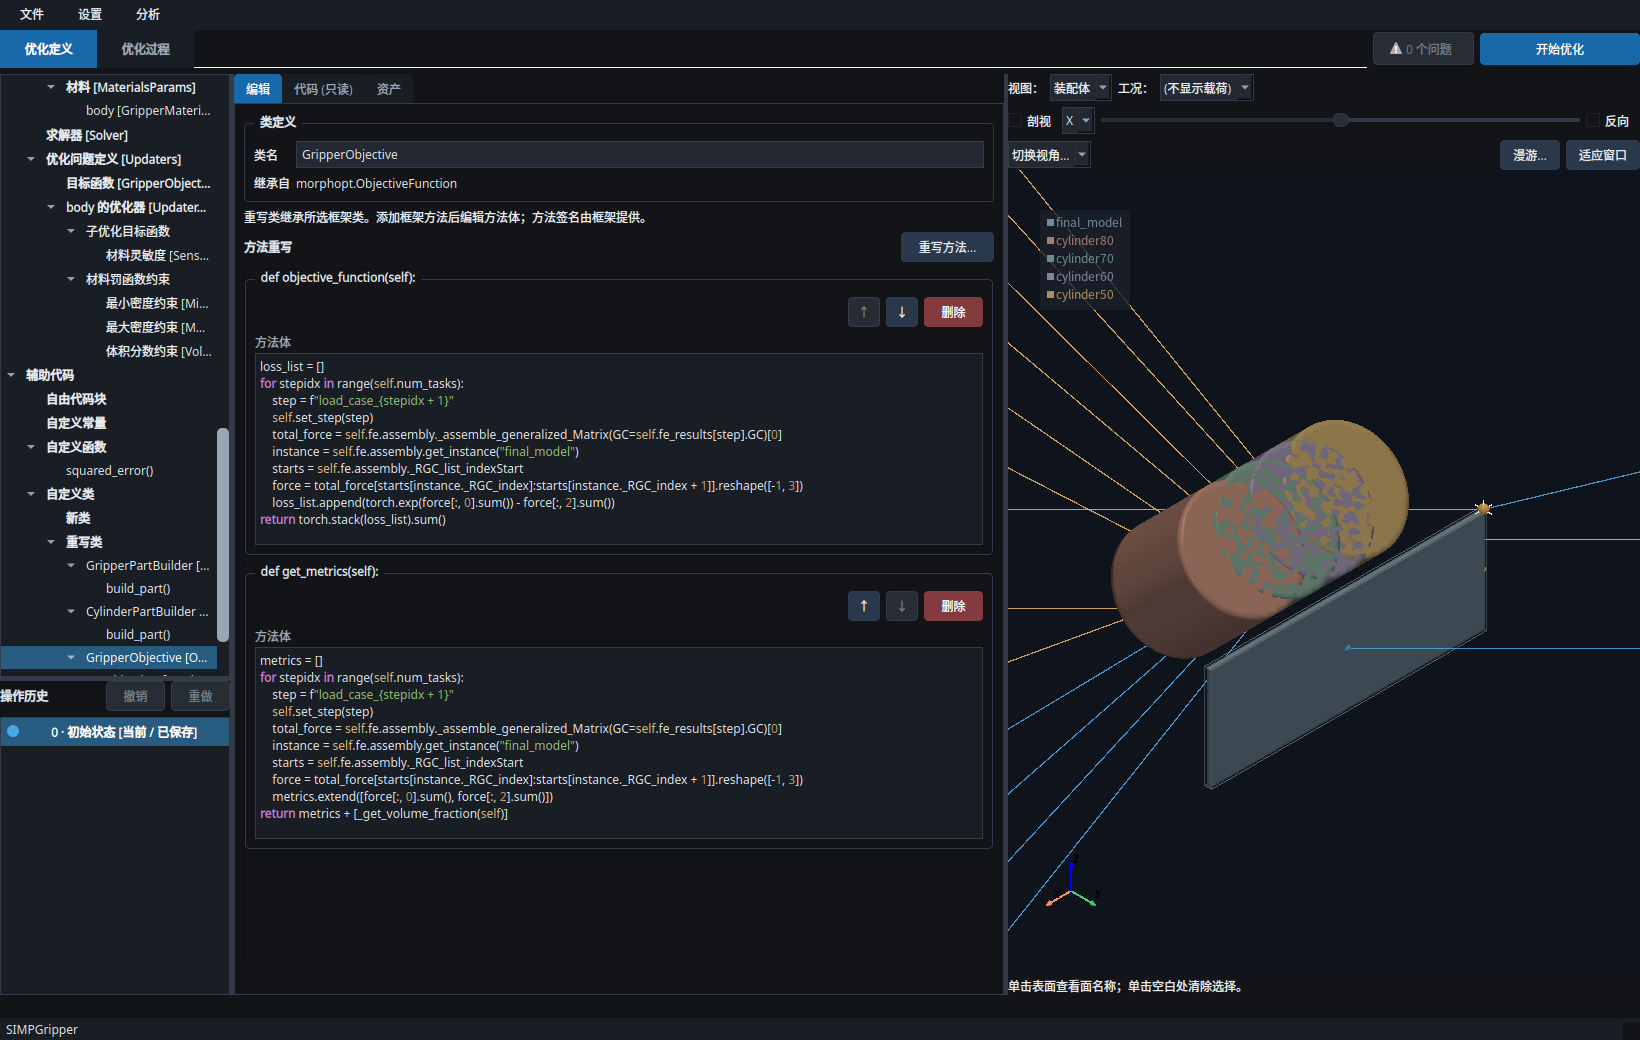 文件 设置 分析
优化定义 优化过程 0 个问题 开始优化
材料 [MaterialsParams]
body [GripperMateri...
求解器 [Solver]
优化问题定义 [Updaters]
目标函数 [GripperObject...
body 的优化器 [Updater...
子优化目标函数
材料灵敏度 [Sens...
材料罚函数约束
最小密度约束 [Mi...
最大密度约束 [M...
体积分数约束 [Vol...
辅助代码
自由代码块
自定义常量
自定义函数
squared_error()
自定义类
新类
重写类
GripperPartBuilder [...
build_part()
CylinderPartBuilder ...
build_part()
GripperObjective [O...
操作历史 撤销 重做
0 · 初始状态 [当前 / 已保存]
编辑 代码 (只读) 资产
类定义
类名 GripperObjective
继承自 morphopt.ObjectiveFunction
重写类继承所选框架类。添加框架方法后编辑方法体；方法签名由框架提供。
方法重写 重写方法...
def objective_function(self):
↑ ↓ 删除
方法体
loss_list = []
for stepidx in range(self.num_tasks):
step = f"load_case_{stepidx + 1}"
self.set_step(step)
total_force = self.fe.assembly._assemble_generalized_Matrix(GC=self.fe_results[step].GC)[0]
instance = self.fe.assembly.get_instance("final_model")
starts = self.fe.assembly._RGC_list_indexStart
force = total_force[starts[instance._RGC_index]:starts[instance._RGC_index + 1]].reshape([-1, 3])
loss_list.append(torch.exp(force[:, 0].sum()) - force[:, 2].sum())
return torch.stack(loss_list).sum()
def get_metrics(self):
↑ ↓ 删除
方法体
metrics = []
for stepidx in range(self.num_tasks):
step = f"load_case_{stepidx + 1}"
self.set_step(step)
total_force = self.fe.assembly._assemble_generalized_Matrix(GC=self.fe_results[step].GC)[0]
instance = self.fe.assembly.get_instance("final_model")
starts = self.fe.assembly._RGC_list_indexStart
force = total_force[starts[instance._RGC_index]:starts[instance._RGC_index + 1]].reshape([-1, 3])
metrics.extend([force[:, 0].sum(), force[:, 2].sum()])
return metrics + [_get_volume_fraction(self)]
视图： 装配体 工况： (不显示载荷)
剖视 X 反向
切换视角... 漫游... 适应窗口
final_model
cylinder80
cylinder70
cylinder60
cylinder50
单击表面查看面名称；单击空白处清除选择。
SIMPGripper